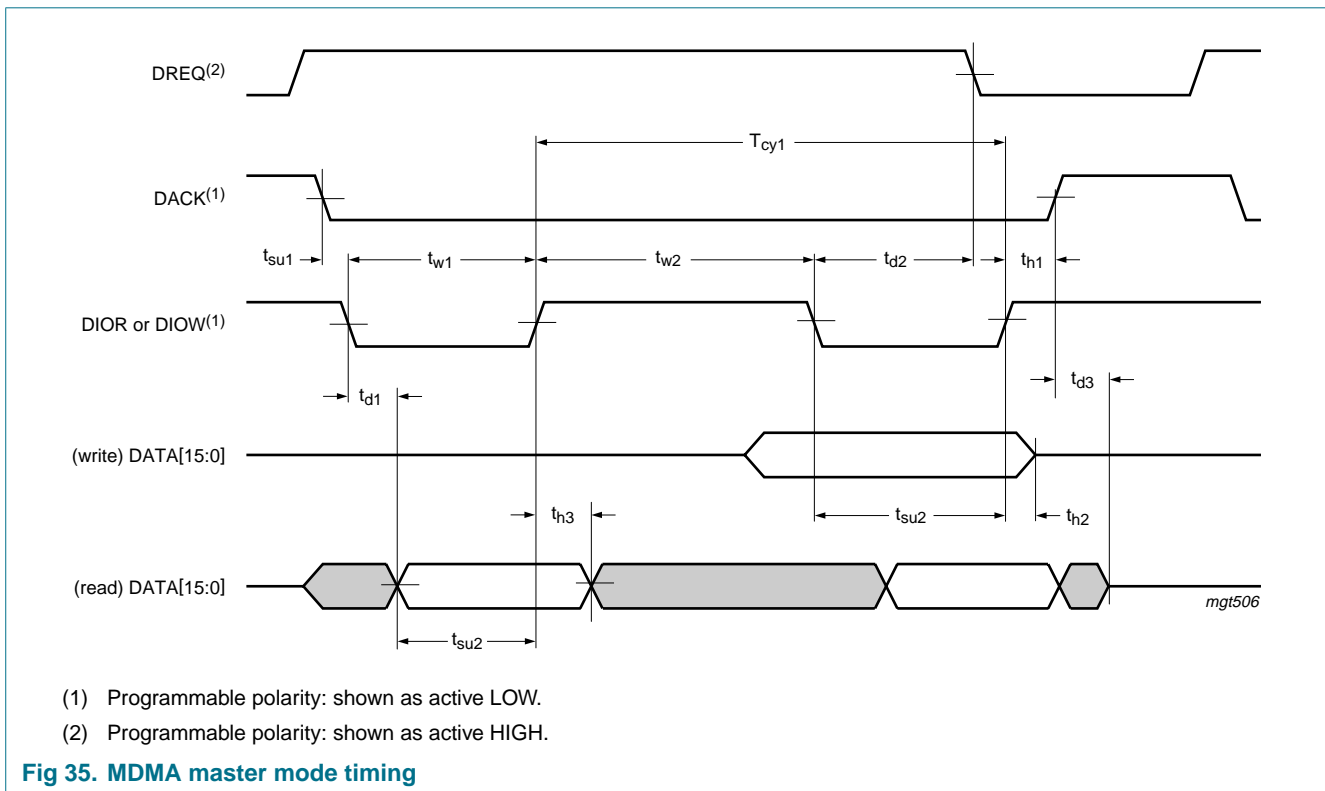 DREQ(2)
Tcy1
DACK(1)
tsu1
tw1
tw2
td2
th1
DIOR or DIOW(1)
td1
td3
(write) DATA[15:0]
th3
tsu2
th2
(read) DATA[15:0]
mgt506
tsu2
(1) Programmable polarity: shown as active LOW.
(2) Programmable polarity: shown as active HIGH.
Fig 35. MDMA master mode timing